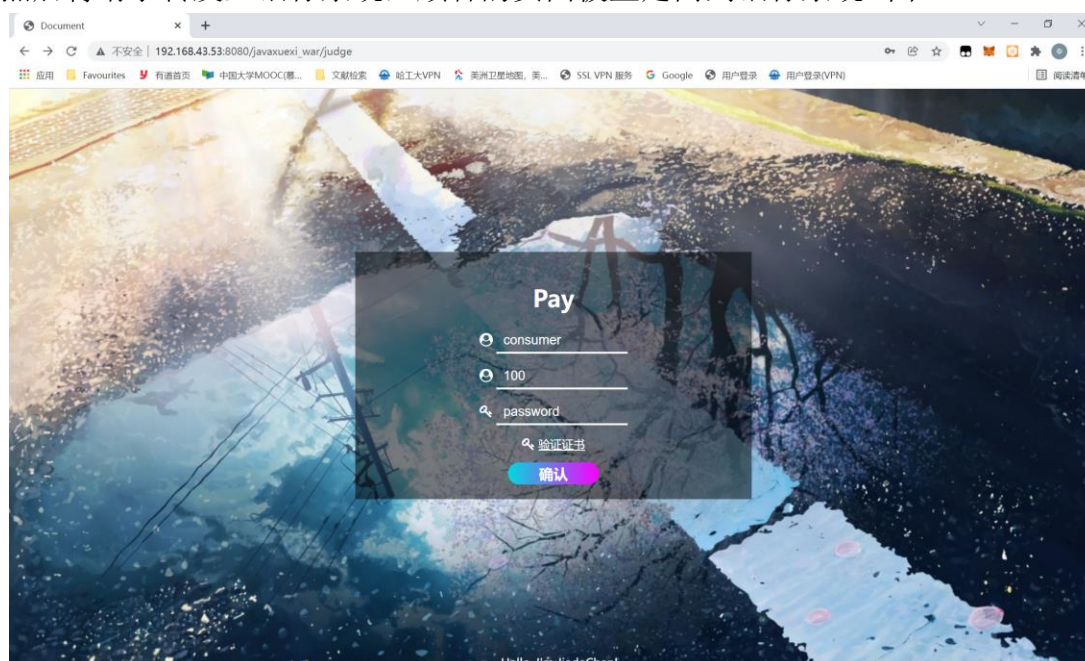 Document
不安全 | 192.168.43.53:8080/javaxuexi_war/judge
应用 Favourites 有道首页 中国大学MOOC(慕... 文献检索 哈工大VPN 美洲卫星地图, 美... SSL VPN 服务 Google 用户登录 用户登录(VPN) 阅读清单
Pay
consumer
100
password
验证证书
确认